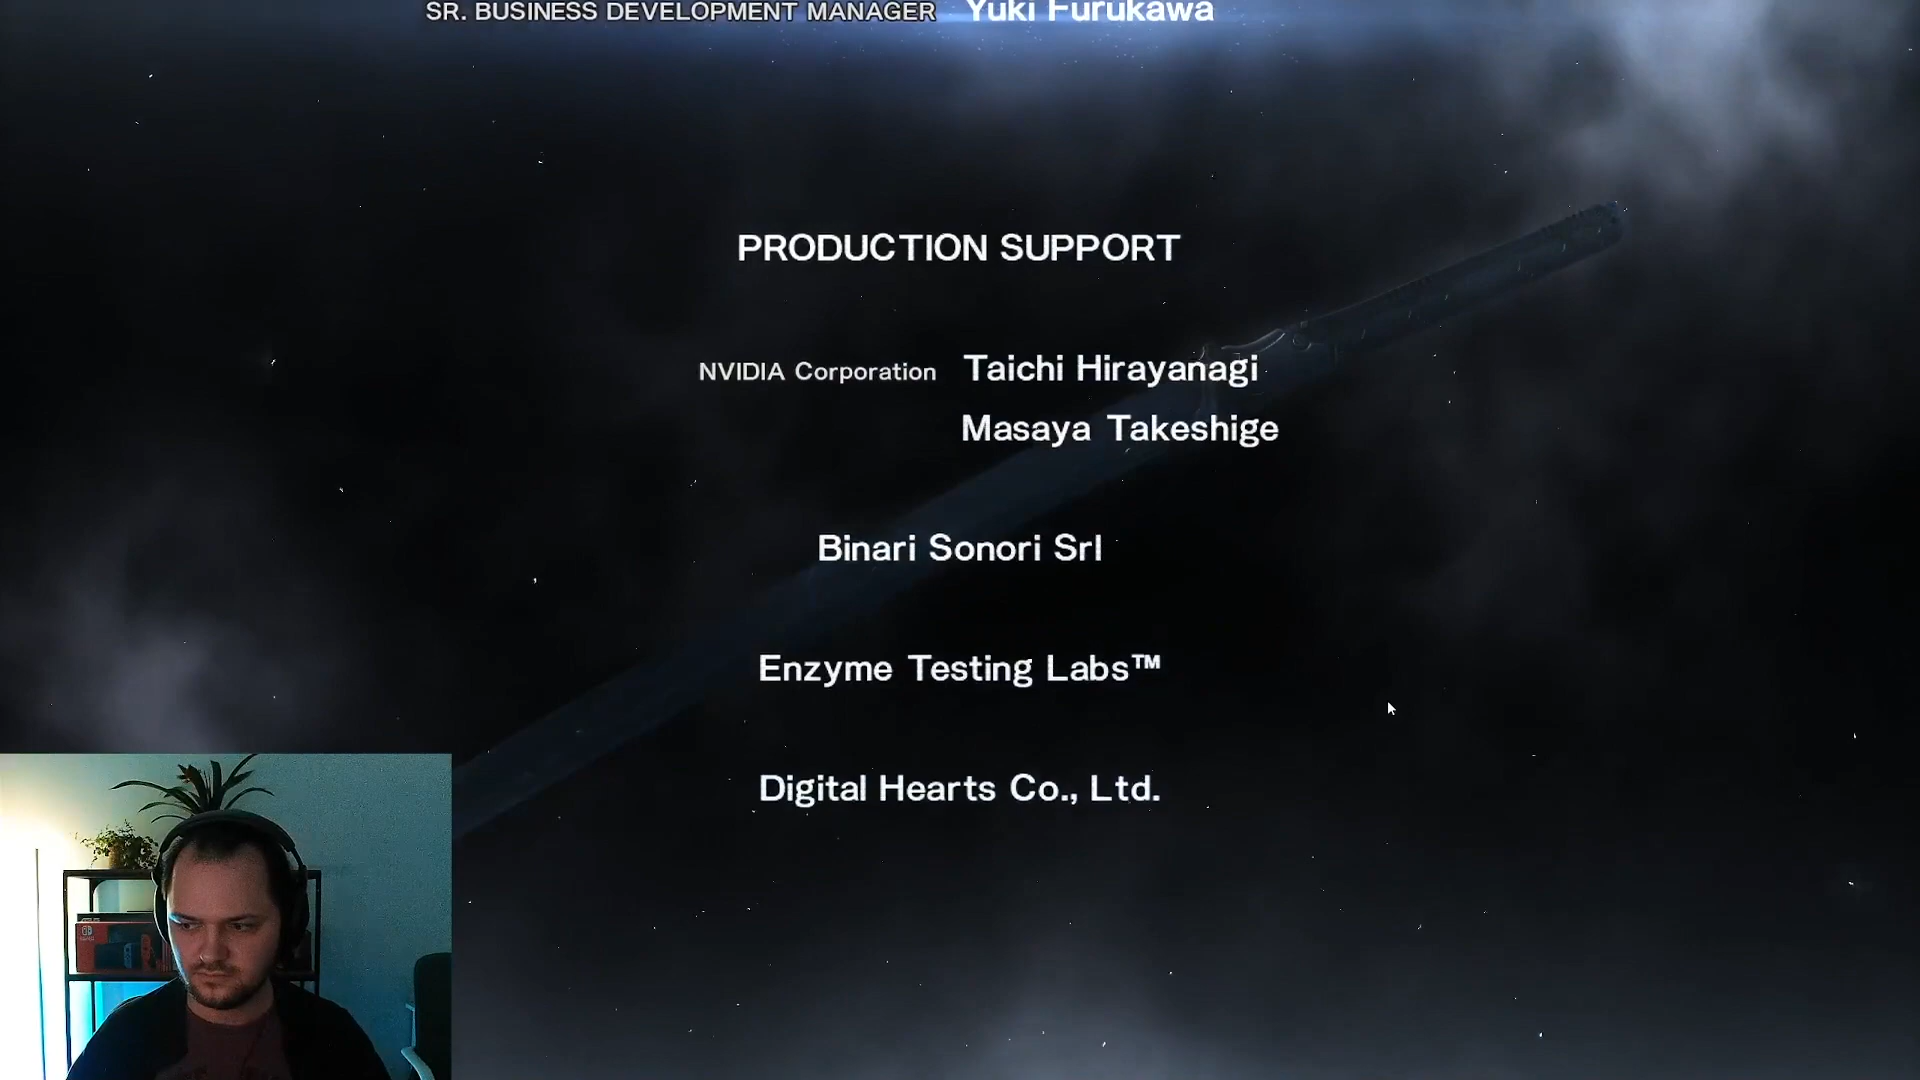 SR. BUSINESS DEVELOPMENT MANAGER Yuki Furukawa
PRODUCTION SUPPORT
NVIDIA Corporation Taichi Hirayanagi
Masaya Takeshige
Binari Sonori Srl
Enzyme Testing Labs™
Digital Hearts Co., Ltd.